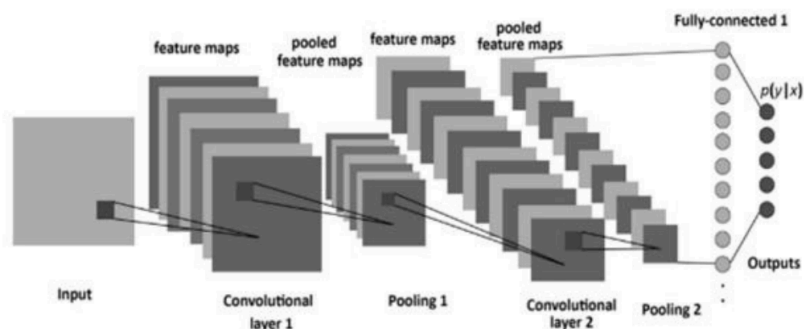 Fully-connected 1
feature maps
pooled
feature maps
feature maps
pooled
feature maps
p(y|x)
Input
Convolutional
layer 1
Pooling 1
Convolutional
layer 2
Pooling 2
Outputs